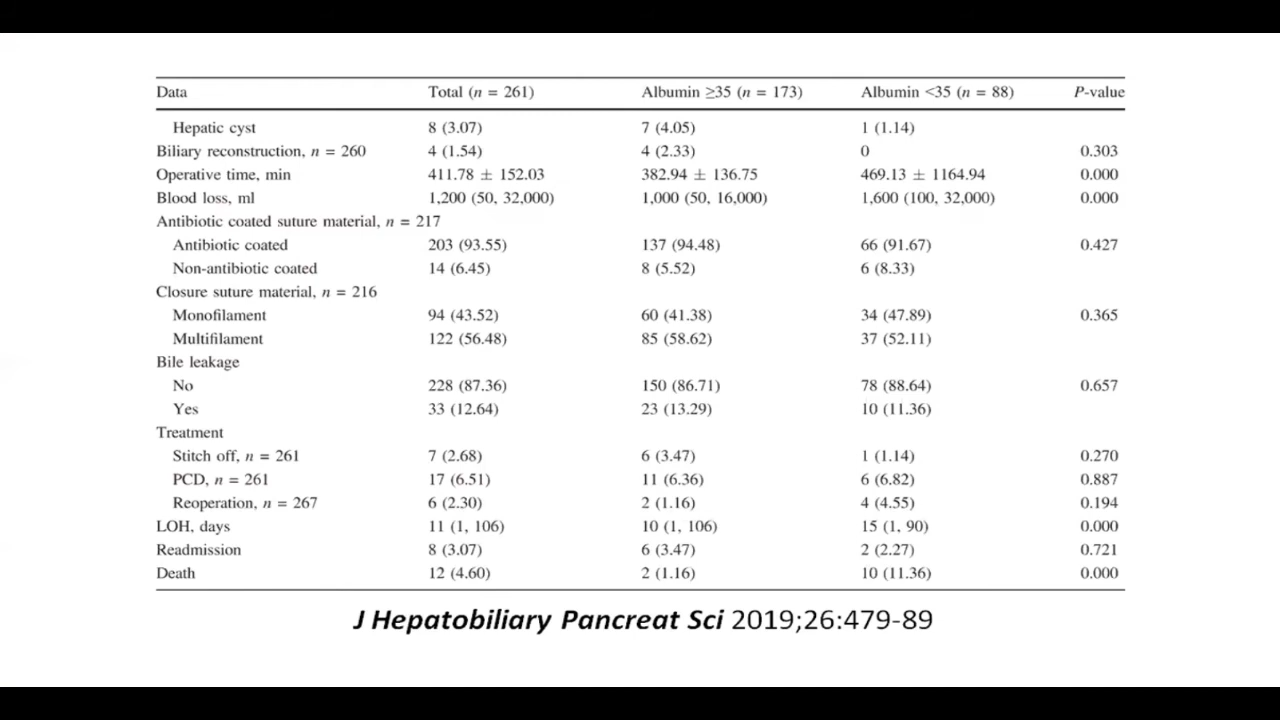 Data Total (n = 261) Albumin ≥35 (n = 173) Albumin <35 (n = 88) P-value
Hepatic cyst 8 (3.07) 7 (4.05) 1 (1.14)
Biliary reconstruction, n = 260 4 (1.54) 4 (2.33) 0 0.303
Operative time, min 411.78 ± 152.03 382.94 ± 136.75 469.13 ± 1164.94 0.000
Blood loss, ml 1,200 (50, 32,000) 1,000 (50, 16,000) 1,600 (100, 32,000) 0.000
Antibiotic coated suture material, n = 217
Antibiotic coated 203 (93.55) 137 (94.48) 66 (91.67) 0.427
Non-antibiotic coated 14 (6.45) 8 (5.52) 6 (8.33)
Closure suture material, n = 216
Monofilament 94 (43.52) 60 (41.38) 34 (47.89) 0.365
Multifilament 122 (56.48) 85 (58.62) 37 (52.11)
Bile leakage
No 228 (87.36) 150 (86.71) 78 (88.64) 0.657
Yes 33 (12.64) 23 (13.29) 10 (11.36)
Treatment
Stitch off, n = 261 7 (2.68) 6 (3.47) 1 (1.14) 0.270
PCD, n = 261 17 (6.51) 11 (6.36) 6 (6.82) 0.887
Reoperation, n = 267 6 (2.30) 2 (1.16) 4 (4.55) 0.194
LOH, days 11 (1, 106) 10 (1, 106) 15 (1, 90) 0.000
Readmission 8 (3.07) 6 (3.47) 2 (2.27) 0.721
Death 12 (4.60) 2 (1.16) 10 (11.36) 0.000
J Hepatobiliary Pancreat Sci 2019;26:479-89